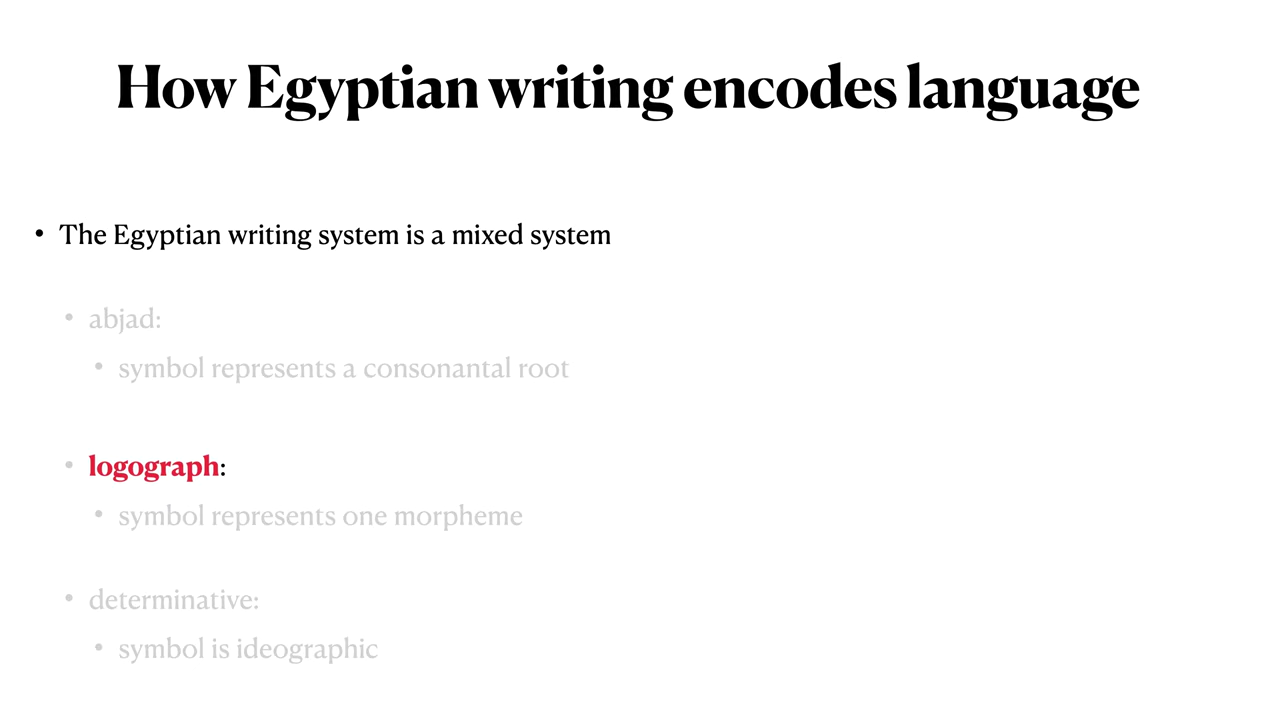 How Egyptian writing encodes language
• The Egyptian writing system is a mixed system
• abjad:
• symbol represents a consonantal root
• logograph:
• symbol represents one morpheme
• determinative:
• symbol is ideographic